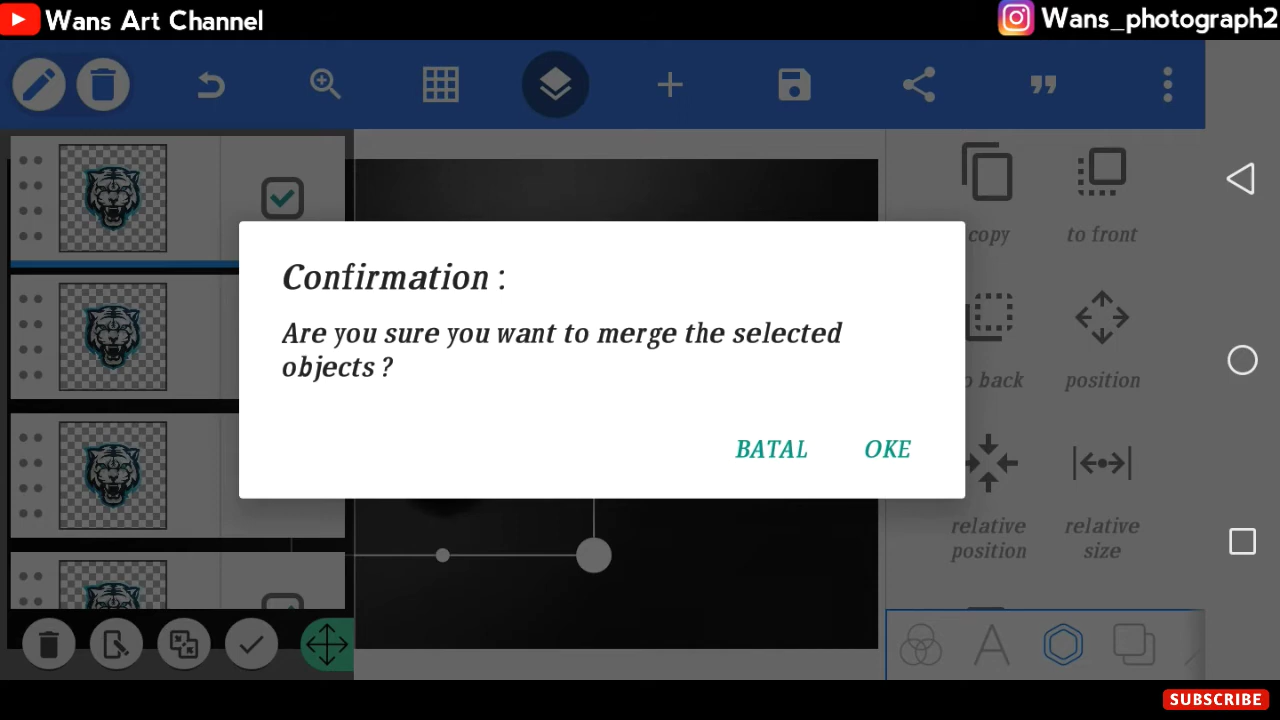 Wans Art Channel
Wans_photograph2
copy
to front
Confirmation :
Are you sure you want to merge the selected
objects ?
BATAL
OKE
back
position
relative
position
relative
size
SUBSCRIBE